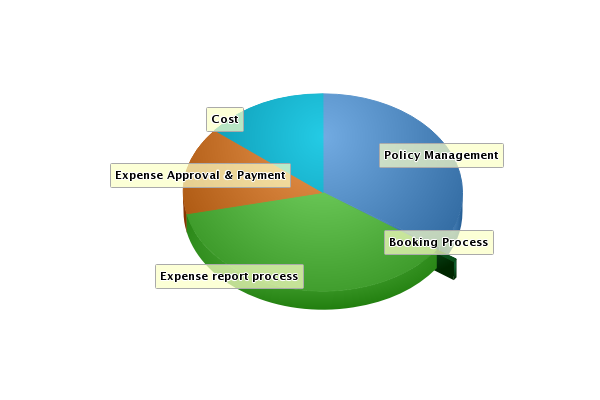 Cost
Policy Management
Expense Approval & Payment
Booking Process
Expense report process